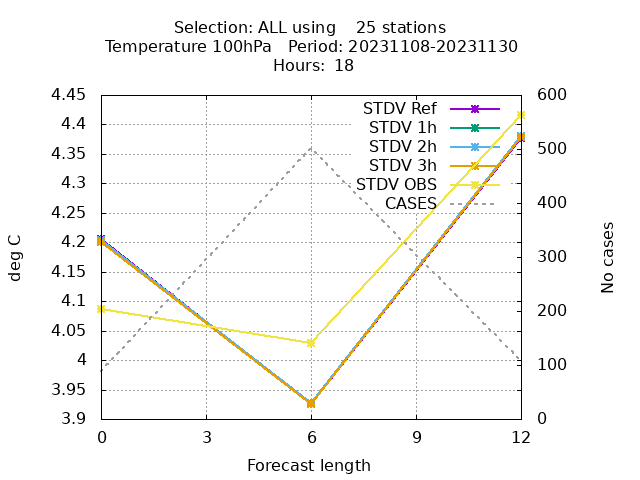 Selection: ALL using    25 stations
Temperature 100hPa   Period: 20231108-20231130
Hours: 18
4.45
4.4
4.35
4.3
4.25
4.2
4.15
4.1
4.05
4
3.95
3.9
deg C
STDV Ref
STDV 1h
STDV 2h
STDV 3h
STDV OBS
CASES
600
500
400
300
200
100
0
No cases
0
3
6
9
12
Forecast length